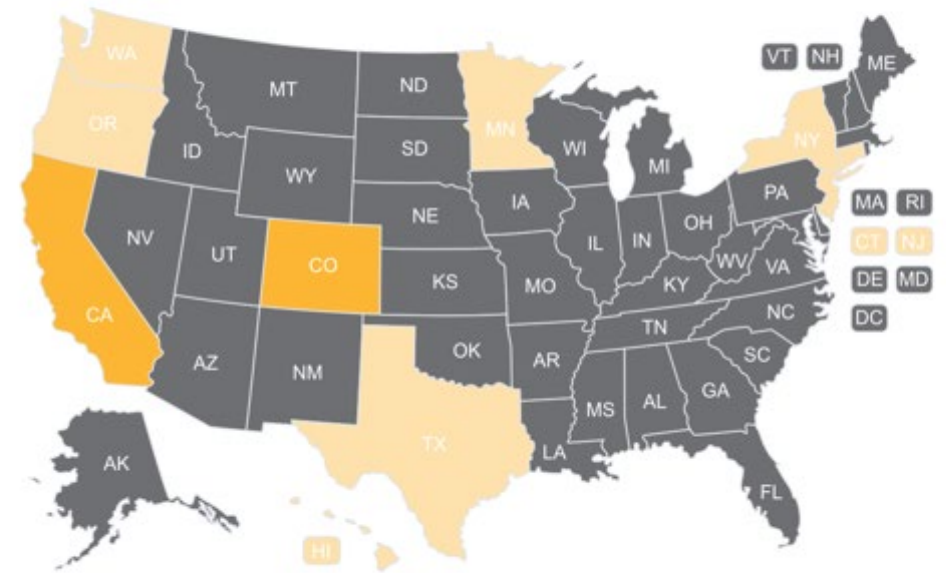 VT NH ME
WA
MT ND
OR MN
ID SD WI NY
WY MI
PA
IA MA RI
NE
NV OH
UT IL IN CT NJ
CO WV VA
KS MO KY DE MD
CA NC DC
TN
OK
AZ AR SC
NM
GA
MS AL
TX
LA
AK
FL
HI